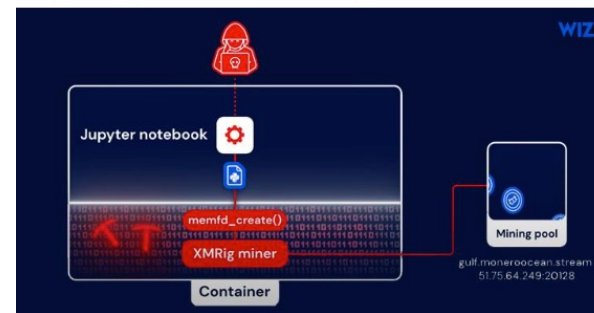 WIZ
Jupyter notebook
memfd_create()
XMRig miner
Mining pool
gulf.moneroocean.stream
51.75.64.249:20128
Container